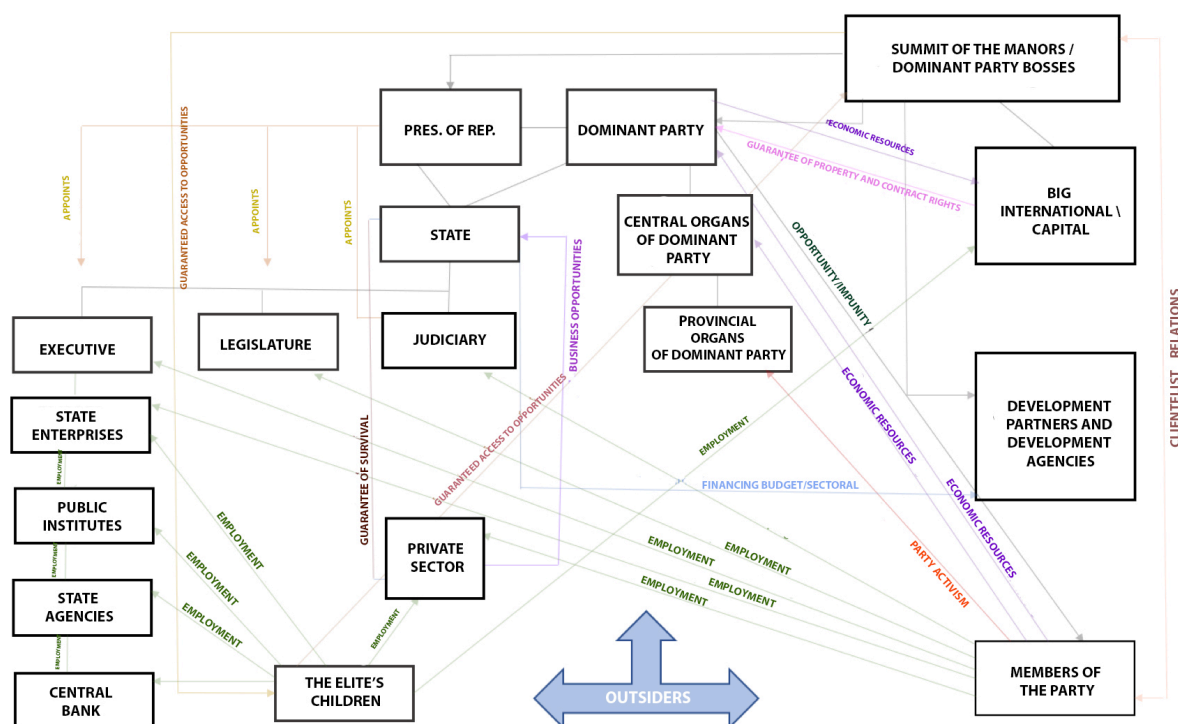 SUMMIT OF THE MANORS /
DOMINANT PARTY BOSSES
PRES. OF REP.
DOMINANT PARTY
ECONOMIC RESOURCES
GUARANTEE OF PROPERTY AND CONTRACT RIGHTS
BIG
INTERNATIONAL \
CAPITAL
APPOINTS
GUARANTEED ACCESS TO OPPORTUNITIES
APPOINTS
APPOINTS
STATE
CENTRAL ORGANS
OF DOMINANT
PARTY
OPPORTUNITY/IMPUNITY
BUSINESS OPPORTUNITIES
CLIENTELIST RELATIONS
EXECUTIVE
LEGISLATURE
JUDICIARY
PROVINCIAL
ORGANS
OF DOMINANT PARTY
STATE
ENTERPRISES
GUARANTEED ACCESS TO OPPORTUNITIES
EMPLOYMENT
ECONOMIC RESOURCES
DEVELOPMENT
PARTNERS AND
DEVELOPMENT
AGENCIES
EMPLOYMENT
GUARANTEE OF SURVIVAL
FINANCING BUDGET/SECTORAL
ECONOMIC RESOURCES
PUBLIC
INSTITUTES
EMPLOYMENT
PRIVATE
SECTOR
EMPLOYMENT
EMPLOYMENT
PARTY ACTIVISM
EMPLOYMENT
EMPLOYMENT
EMPLOYMENT
EMPLOYMENT
STATE
AGENCIES
EMPLOYMENT
EMPLOYMENT
EMPLOYMENT
CENTRAL
BANK
THE ELITE'S
CHILDREN
OUTSIDERS
MEMBERS OF
THE PARTY